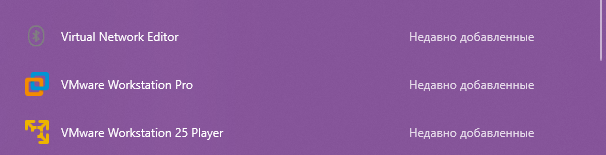 Virtual Network Editor Недавно добавленные
VMware Workstation Pro Недавно добавленные
VMware Workstation 25 Player Недавно добавленные